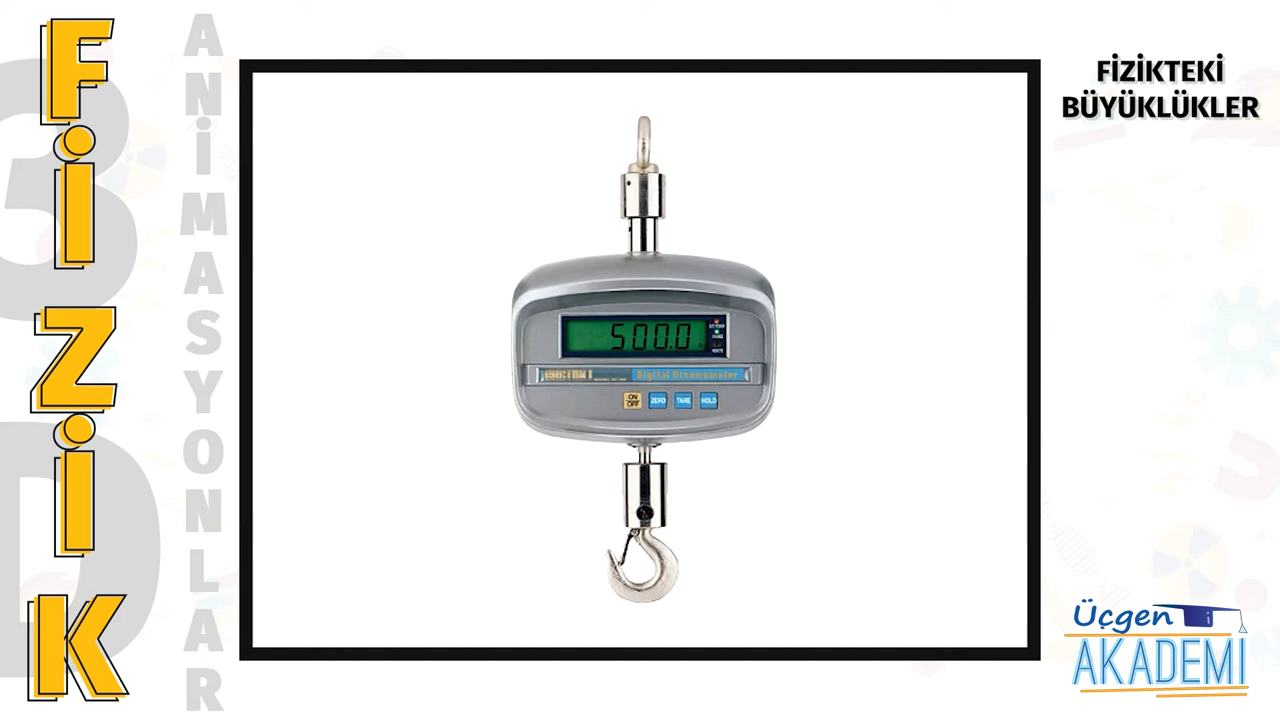 FİZİK
3D
ANİMASYONLAR
FİZİKTEKİ
BÜYÜKLÜKLER
500.0
Digital Dinamometer
ON
OFF
ZERO
TARE
HOLD
Üçgen
AKADEMİ